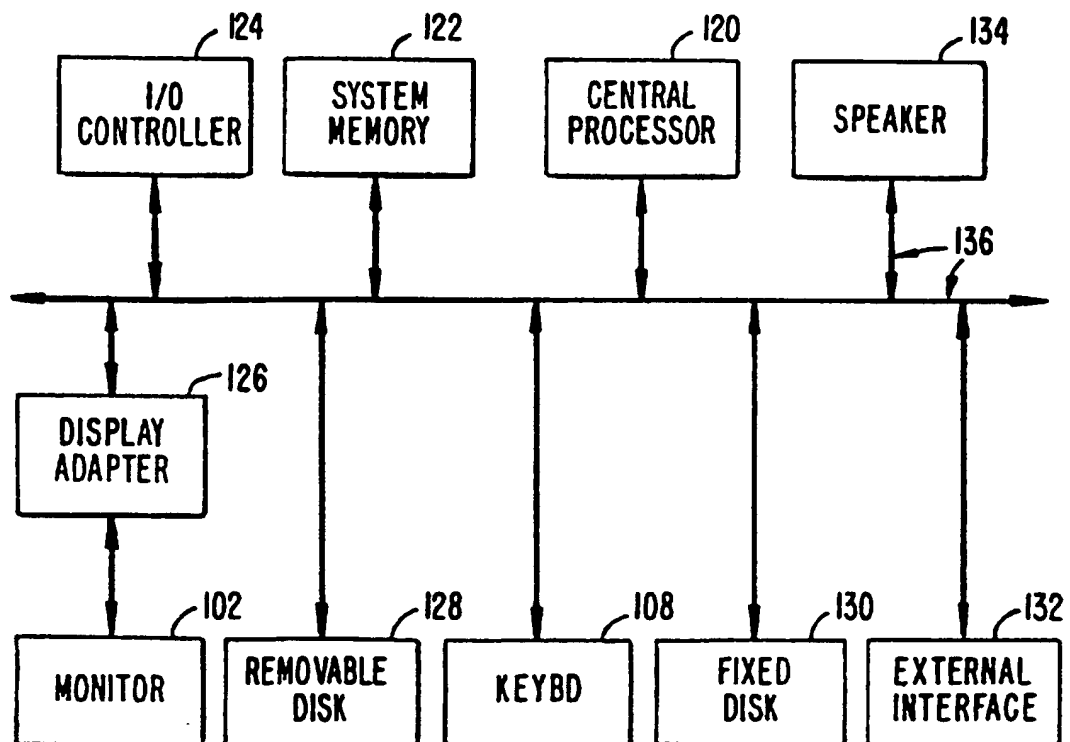 124
122
120
134
I/O
CONTROLLER
SYSTEM
MEMORY
CENTRAL
PROCESSOR
SPEAKER
136
126
DISPLAY
ADAPTER
102
128
108
130
132
MONITOR
REMOVABLE
DISK
KEYBD
FIXED
DISK
EXTERNAL
INTERFACE